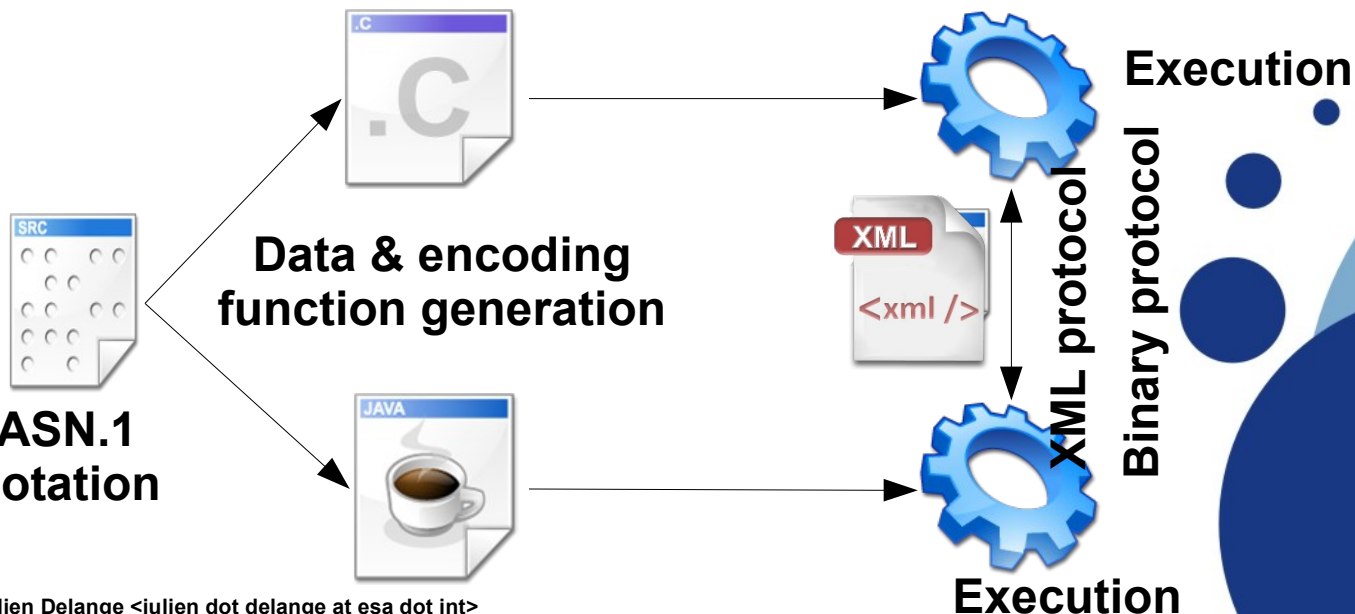 .C
.C
Execution
SRC
Data & encoding
function generation
XML
<xml />
XML protocol
Binary protocol
ASN.1
otation
JAVA
Execution
lien Delange <julien dot delange at esa dot int>